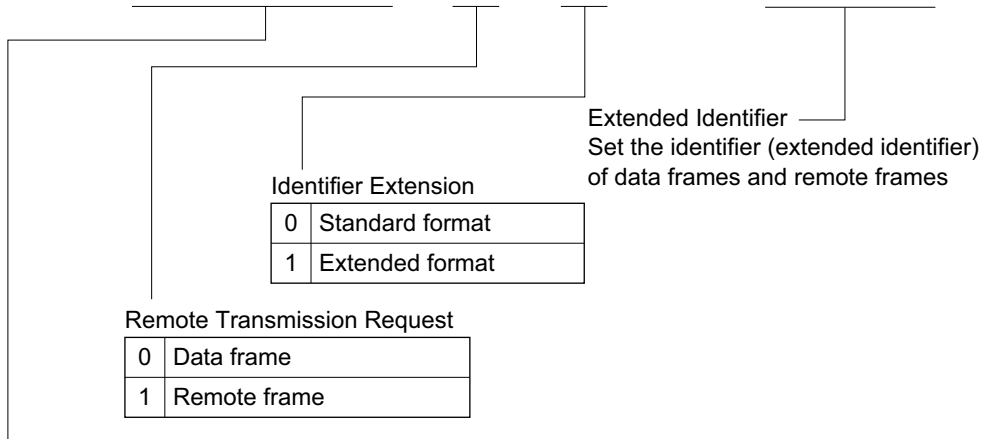 Extended Identifier
Set the identifier (extended identifier)
of data frames and remote frames
Identifier Extension
0 Standard format
1 Extended format
Remote Transmission Request
0 Data frame
1 Remote frame